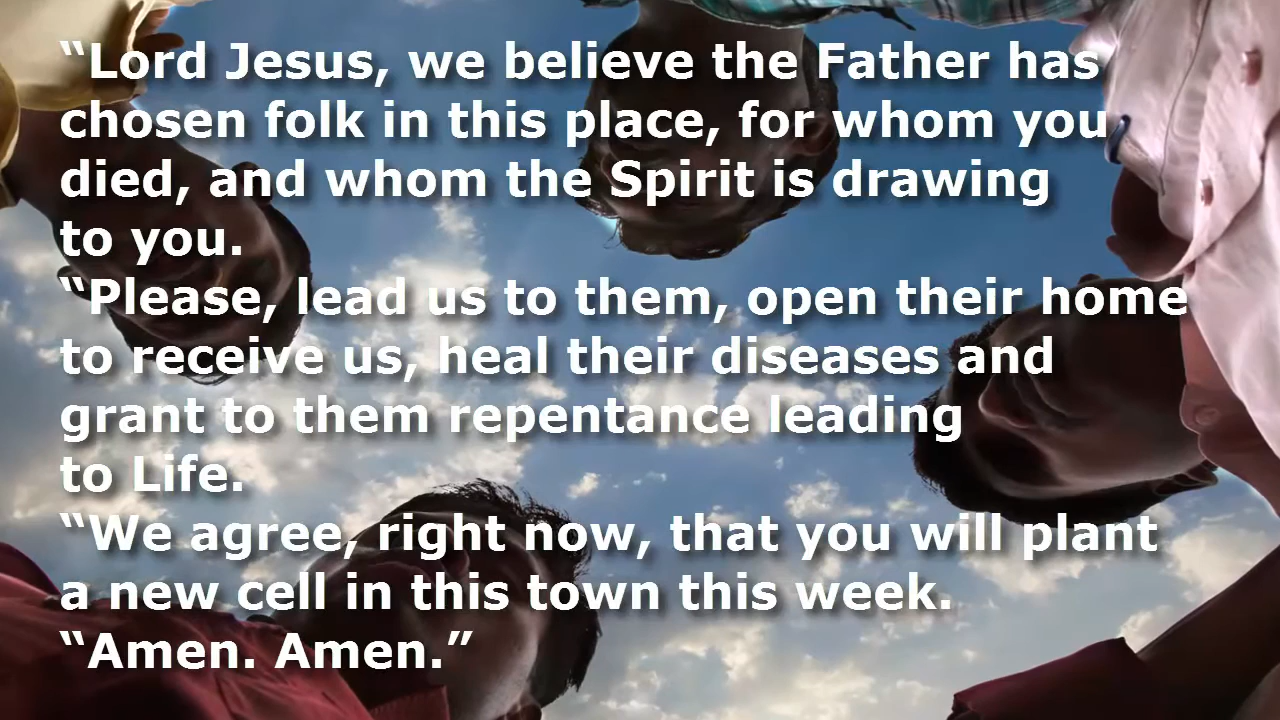 “Lord Jesus, we believe the Father has
chosen folk in this place, for whom you
died, and whom the Spirit is drawing
to you.
“Please, lead us to them, open their home
to receive us, heal their diseases and
grant to them repentance leading
to Life.
“We agree, right now, that you will plant
a new cell in this town this week.
“Amen. Amen.”